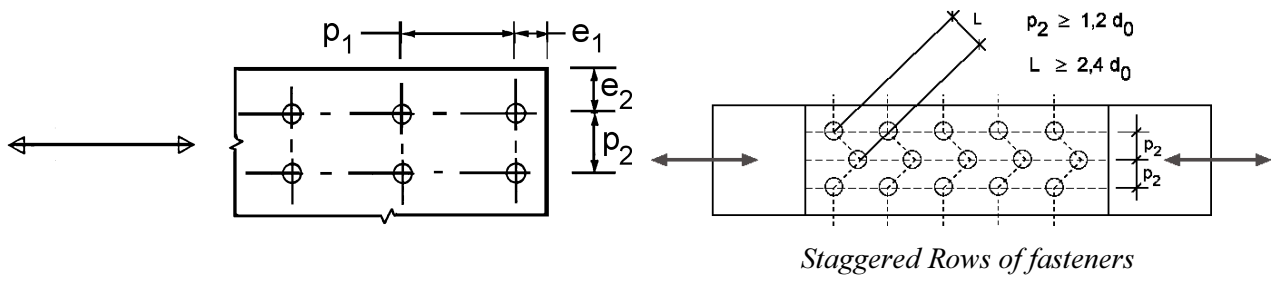 p1 e1
e2
p2
L p2 ≥ 1,2 d0
L ≥ 2,4 d0
p2
p2
Staggered Rows of fasteners